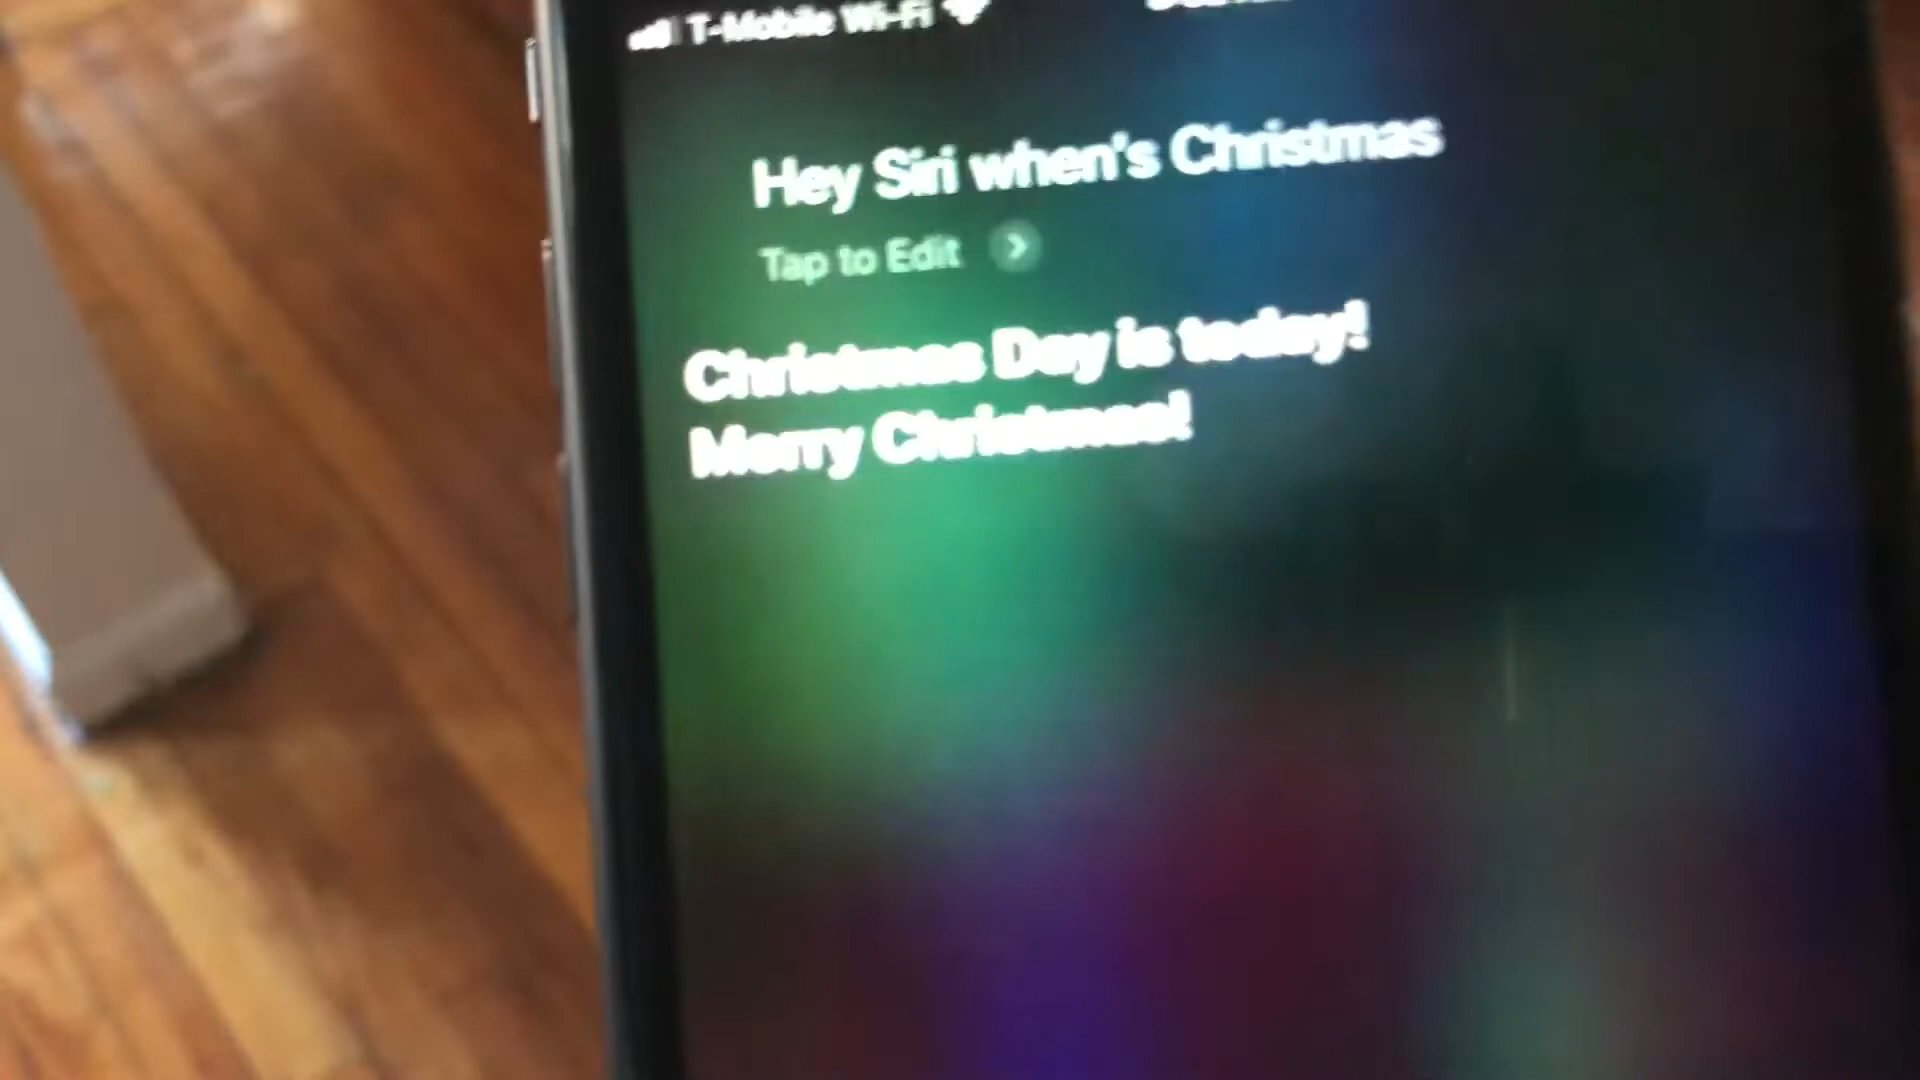 T-Mobile Wi-Fi
Hey Siri when's Christmas
Tap to Edit
Christmas Day is today!
Merry Christmas!